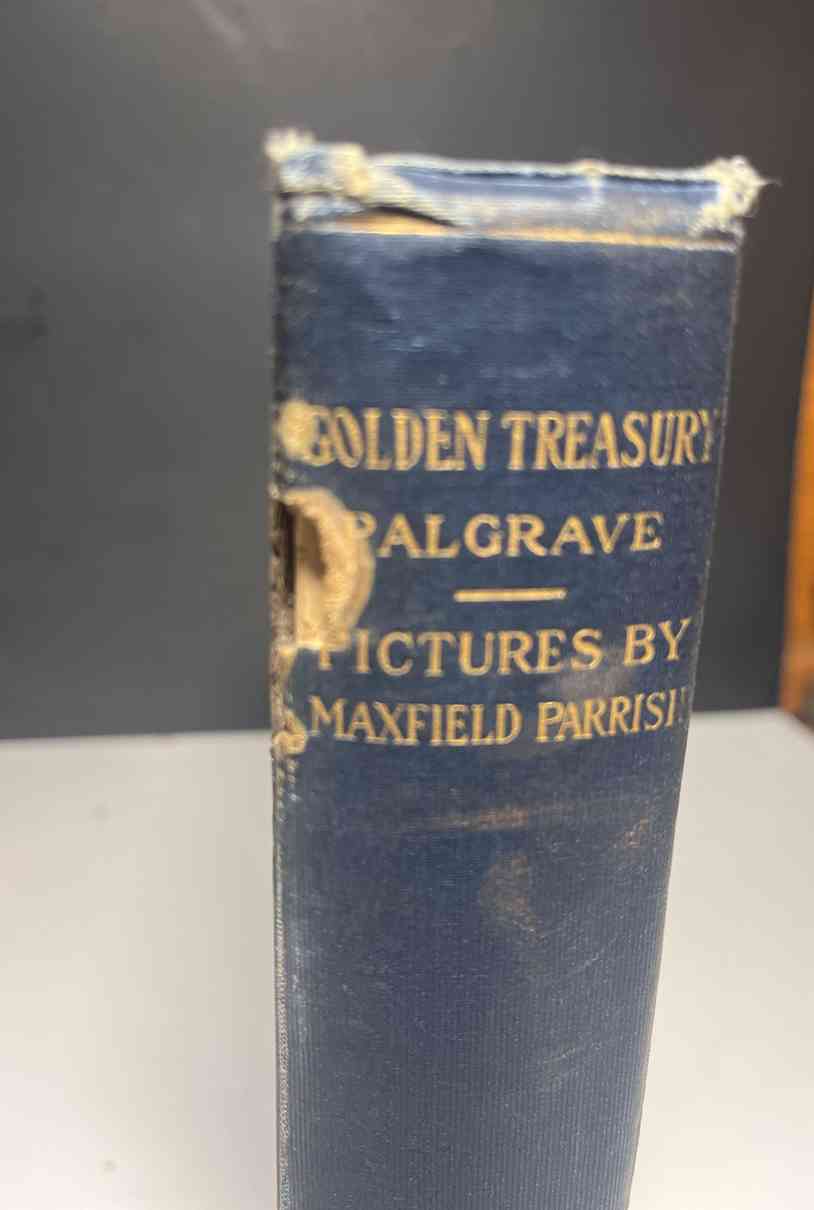 GOLDEN TREASURY
PALGRAVE
PICTURES BY
MAXFIELD PARRISH